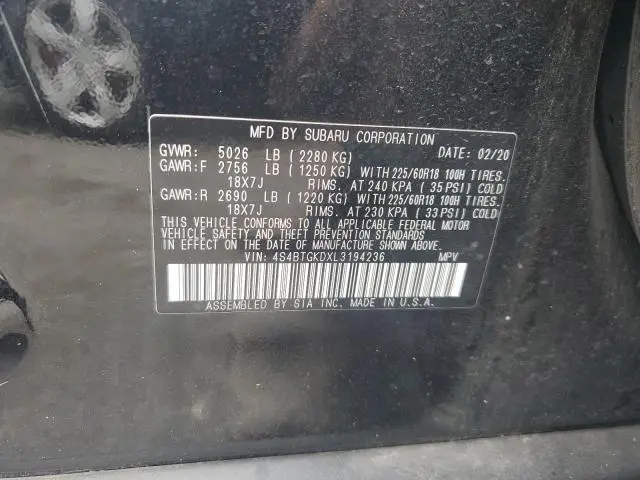 MFD BY SUBARU CORPORATION
GVWR: 5026 LB ( 2280 KG) DATE: 02/20
GAWR:F 2756 LB ( 1250 KG) WITH 225/60R18 100H TIRES.
18X7J RIMS. AT 240 KPA ( 35 PSI) COLD
GAWR:R 2690 LB ( 1220 KG) WITH 225/60R18 100H TIRES.
18X7J RIMS. AT 230 KPA ( 33 PSI) COLD
THIS VEHICLE CONFORMS TO ALL APPLICABLE FEDERAL MOTOR
VEHICLE SAFETY AND THEFT PREVENTION STANDARDS
IN EFFECT ON THE DATE OF MANUFACTURE SHOWN ABOVE.
VIN: 4S4BTGKDXL3194236 MPV
ASSEMBLED BY SIA INC. MADE IN U.S.A.